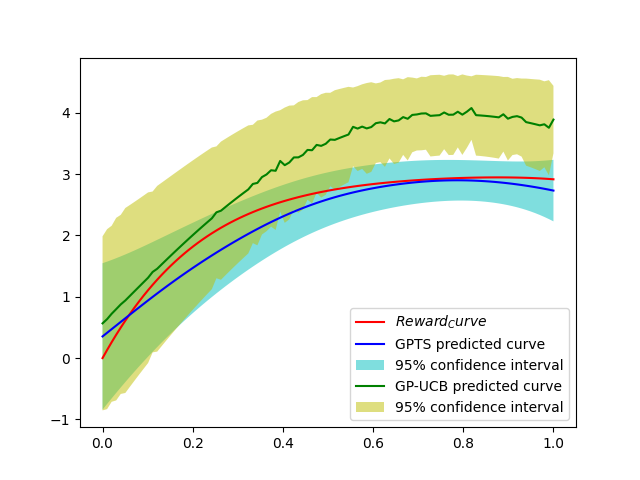 4
3
2
1
0
−1
0.0 0.2 0.4 0.6 0.8 1.0
Reward_Curve
GPTS predicted curve
95% confidence interval
GP-UCB predicted curve
95% confidence interval